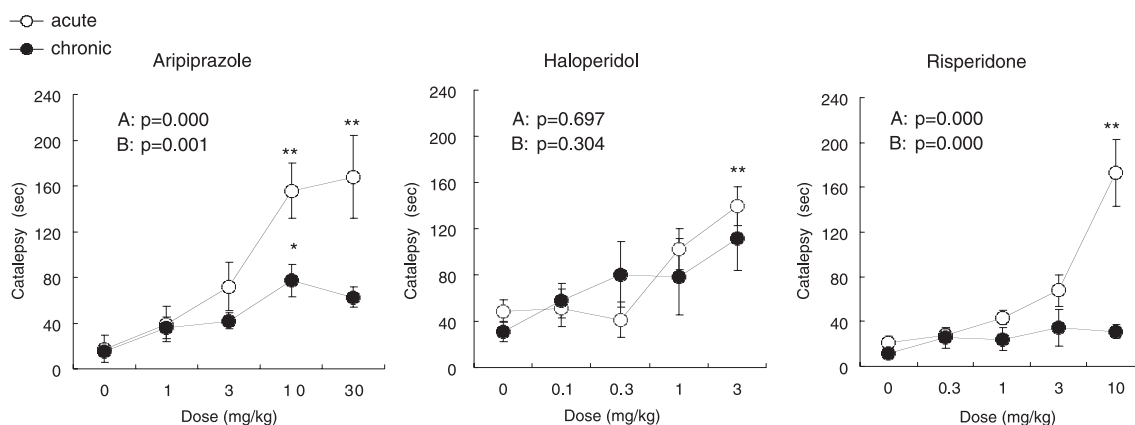 acute
chronic
Aripiprazole
Haloperidol
Risperidone
240
200
160
120
80
40
0
Catalepsy (sec)
A: p=0.000
B: p=0.001
**
**
*
0 1 3 10 30
Dose (mg/kg)
240
200
160
120
80
40
0
Catalepsy (sec)
A: p=0.697
B: p=0.304
**
0 0.1 0.3 1 3
Dose (mg/kg)
240
200
160
120
80
40
0
Catalepsy (sec)
A: p=0.000
B: p=0.000
**
0 0.3 1 3 10
Dose (mg/kg)